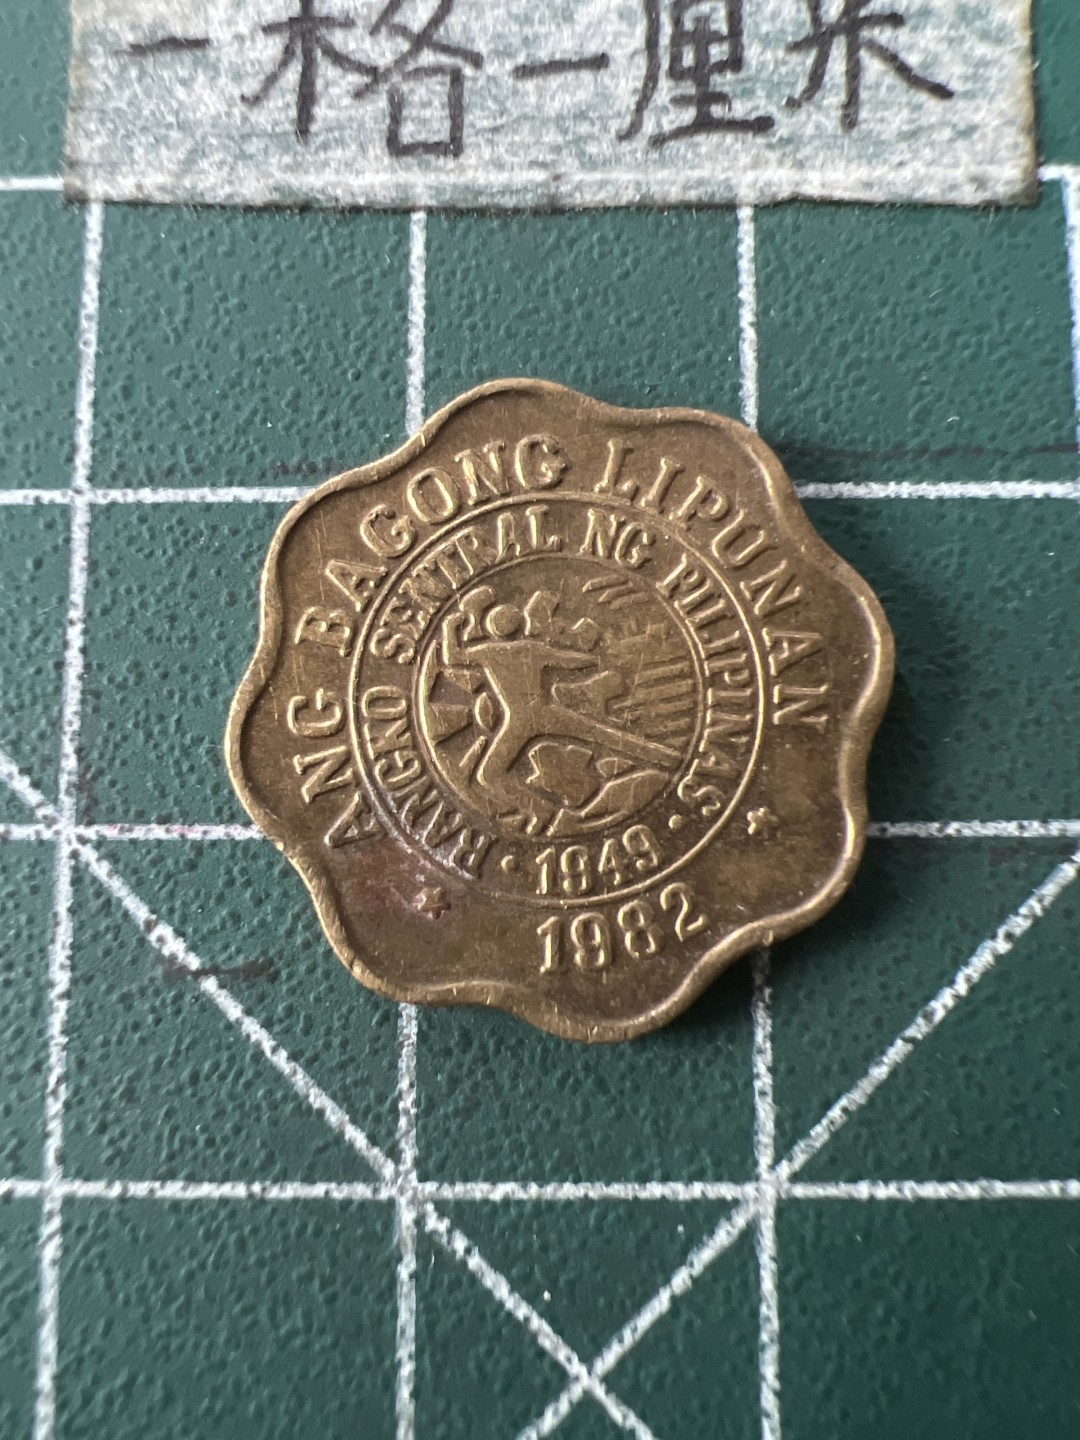 一格一厘米
ANG BAGONG LIPUNAN
BANGKO SENTRAL NG PILIPINAS
· 1949 ·
1982